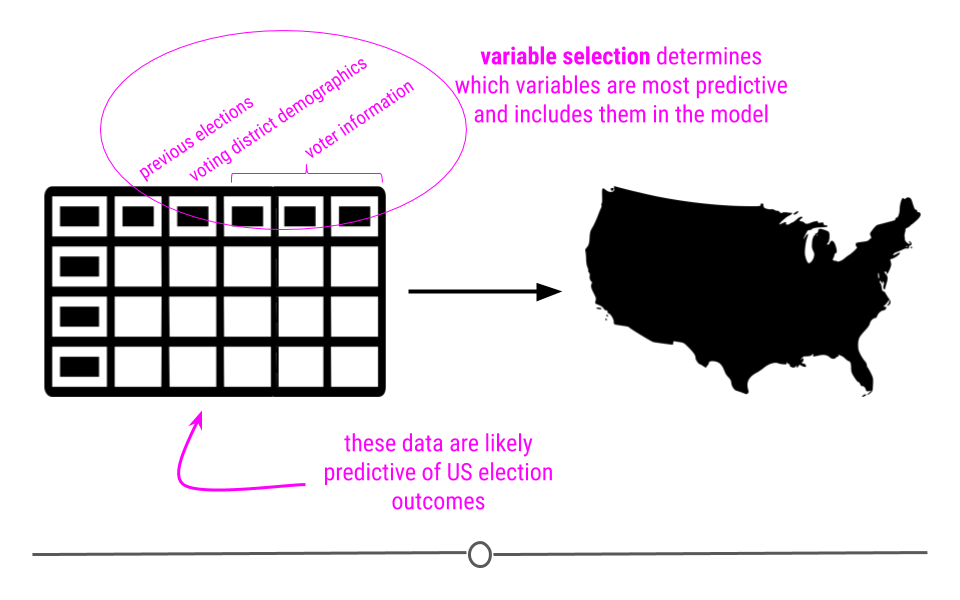 variable selection determines
which variables are most predictive
and includes them in the model
previous elections
voting district demographics
voter information
these data are likely
predictive of US election
outcomes